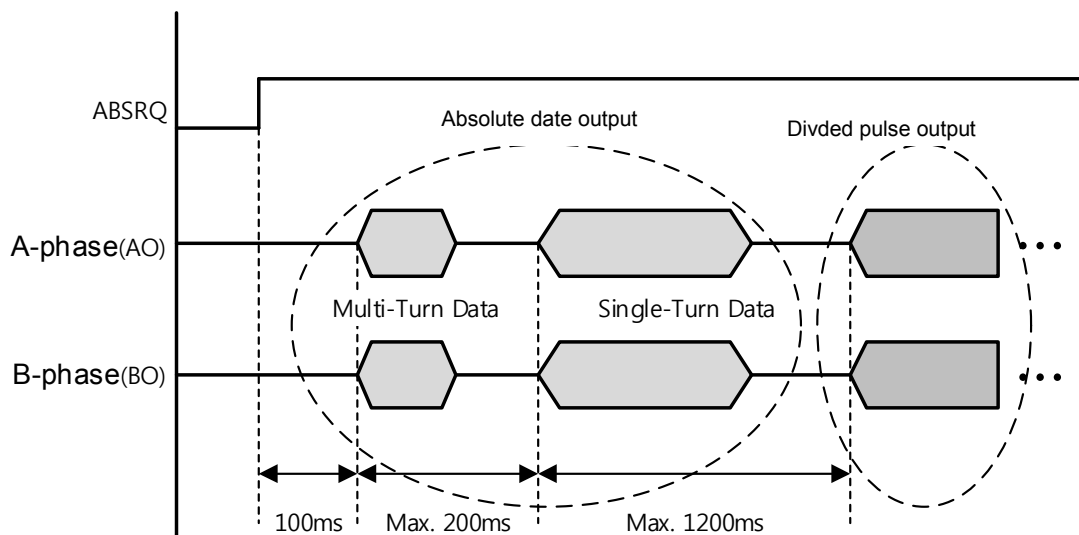 ABSRQ
Absolute date output
Divded pulse output
A-phase(AO)
Multi-Turn Data
Single-Turn Data
B-phase(BO)
100ms
Max. 200ms
Max. 1200ms